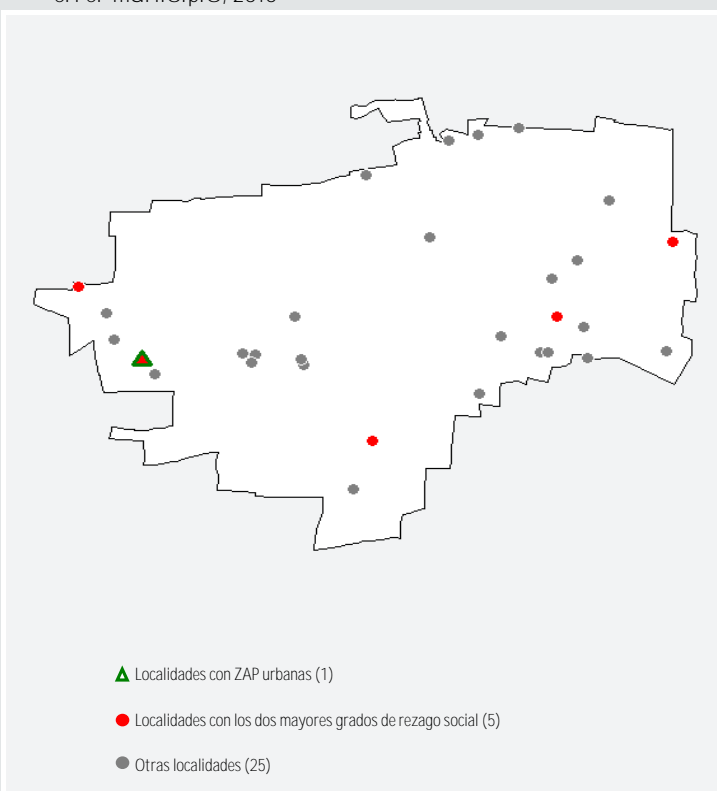 Localidades con ZAP urbanas (1)
Localidades con los dos mayores grados de rezago social (5)
Otras localidades (25)